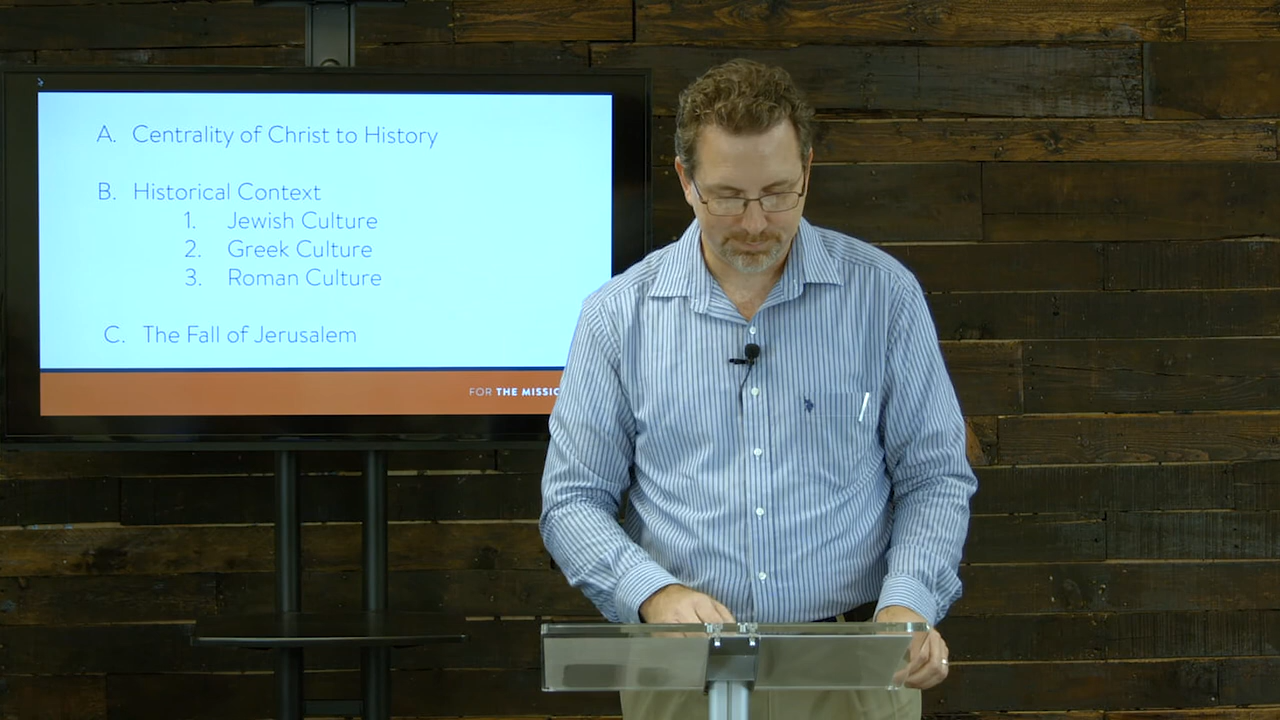 A. Centrality of Christ to History
B. Historical Context
1. Jewish Culture
2. Greek Culture
3. Roman Culture
C. The Fall of Jerusalem
FOR THE